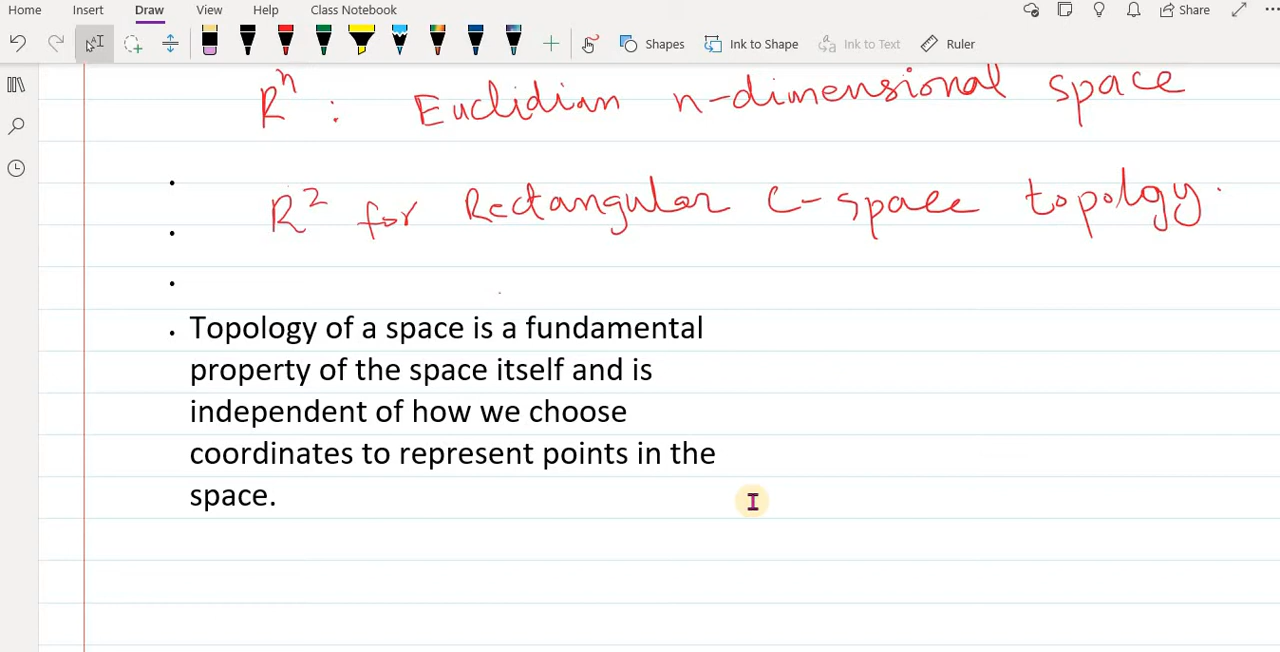 Home Insert Draw View Help Class Notebook Share
Shapes Ink to Shape Ink to Text Ruler
Rⁿ : Euclidian n-dimensional space
R² for Rectangular C-space topology.
Topology of a space is a fundamental
property of the space itself and is
independent of how we choose
coordinates to represent points in the
space.